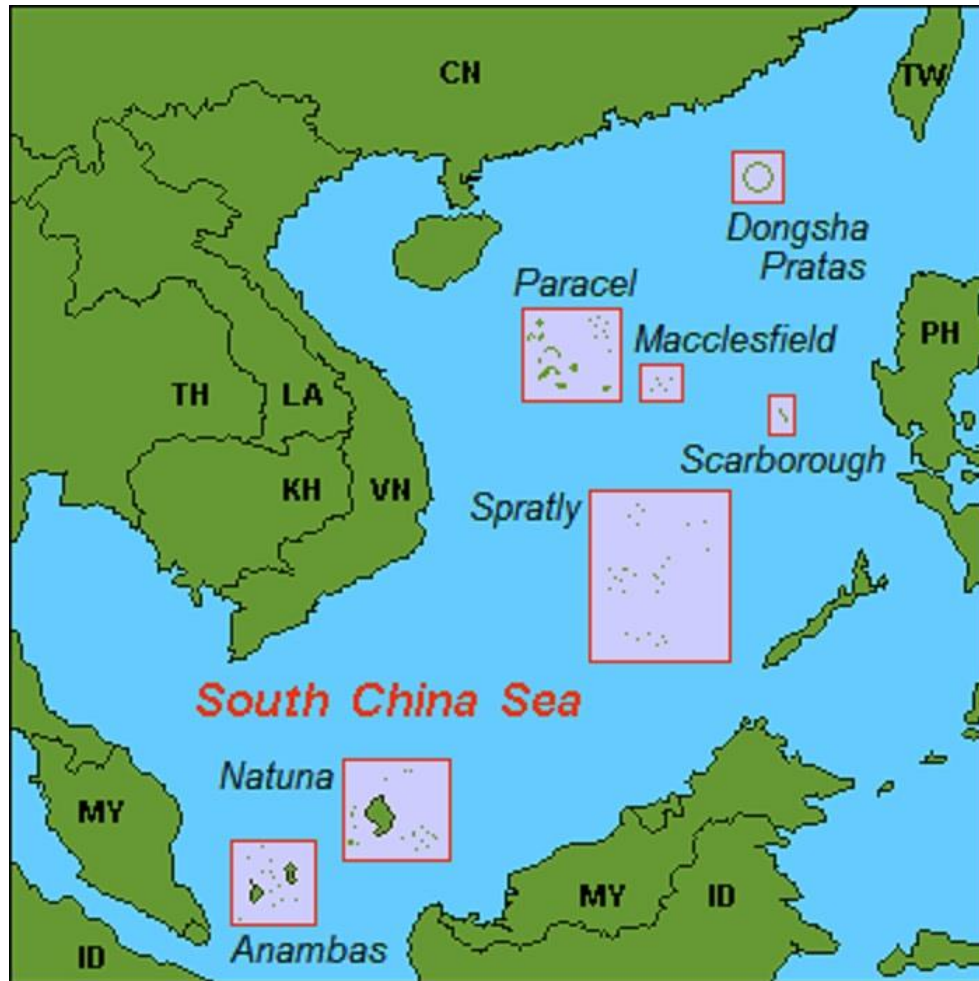 CN
TW
Dongsha
Pratas
Paracel
Macclesfield
PH
TH
LA
Scarborough
KH
VN
Spratly
South China Sea
Natuna
MY
MY
ID
Anambas
ID